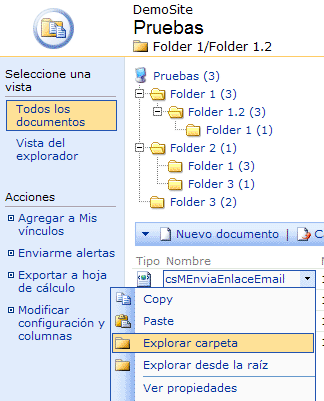 DemoSite
Pruebas
Folder 1/Folder 1.2
Seleccione una
vista
Todos los
documentos
Vista del
explorador
Acciones
Agregar a Mis
vínculos
Enviarme alertas
Exportar a hoja
de cálculo
Modificar
configuración y
columnas
Pruebas (3)
Folder 1 (3)
Folder 1.2 (3)
Folder 1 (1)
Folder 2 (1)
Folder 1 (3)
Folder 3 (1)
Folder 3 (2)
Nuevo documento
Tipo Nombre
csMEnviaEnlaceEmail
Copy
Paste
Explorar carpeta
Explorar desde la raíz
Ver propiedades